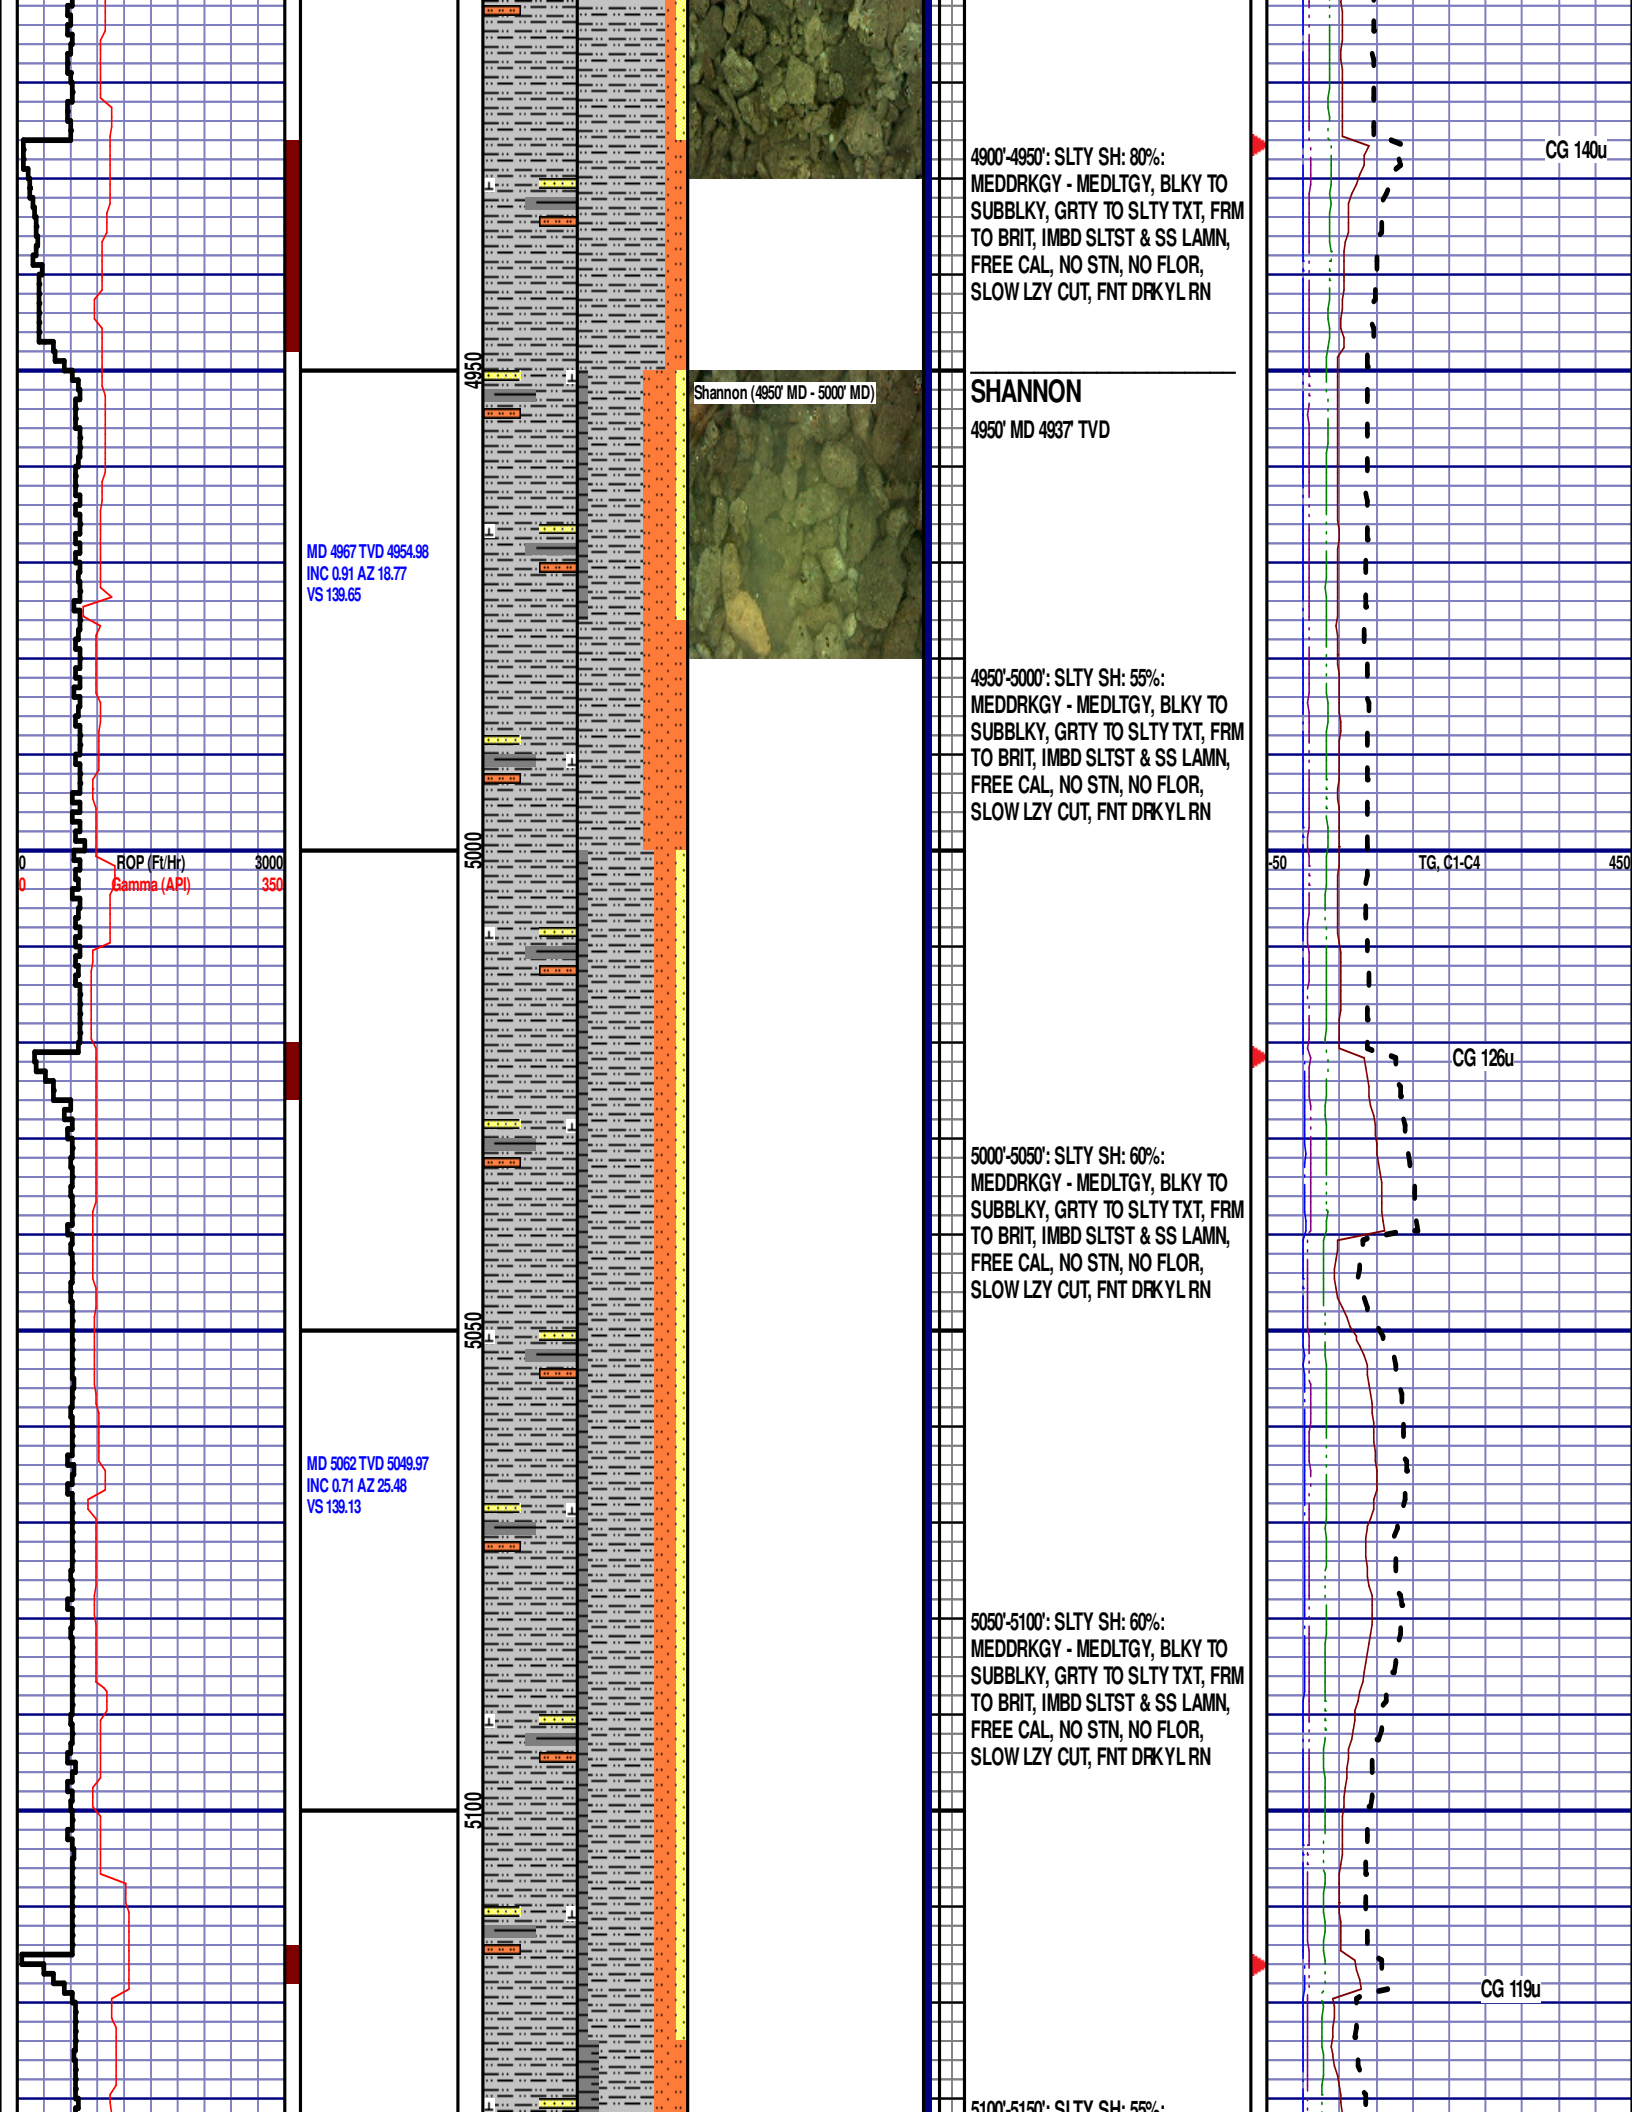 CG 140u
4900'-4950': SLTY SH: 80%:
MEDDRKGY - MEDLTGY, BLKY TO
SUBBLKY, GRTY TO SLTY TXT, FRM
TO BRIT, IMBD SLTST & SS LAMN,
FREE CAL, NO STN, NO FLOR,
SLOW LZY CUT, FNT DRKYL RN
4950
Shannon (4950' MD - 5000' MD)
SHANNON
4950' MD 4937' TVD
MD 4967 TVD 4954.98
INC 0.91 AZ 18.77
VS 139.65
4950'-5000': SLTY SH: 55%:
MEDDRKGY - MEDLTGY, BLKY TO
SUBBLKY, GRTY TO SLTY TXT, FRM
TO BRIT, IMBD SLTST & SS LAMN,
FREE CAL, NO STN, NO FLOR,
SLOW LZY CUT, FNT DRKYL RN
5000
0 ROP (Ft/Hr) 3000
0 Gamma (API) 350
-50 TG, C1-C4 450
CG 126u
5000'-5050': SLTY SH: 60%:
MEDDRKGY - MEDLTGY, BLKY TO
SUBBLKY, GRTY TO SLTY TXT, FRM
TO BRIT, IMBD SLTST & SS LAMN,
FREE CAL, NO STN, NO FLOR,
SLOW LZY CUT, FNT DRKYL RN
5050
MD 5062 TVD 5049.97
INC 0.71 AZ 25.48
VS 139.13
5050'-5100': SLTY SH: 60%:
MEDDRKGY - MEDLTGY, BLKY TO
SUBBLKY, GRTY TO SLTY TXT, FRM
TO BRIT, IMBD SLTST & SS LAMN,
FREE CAL, NO STN, NO FLOR,
SLOW LZY CUT, FNT DRKYL RN
5100
CG 119u
5100'-5150': SLTY SH: 55%: